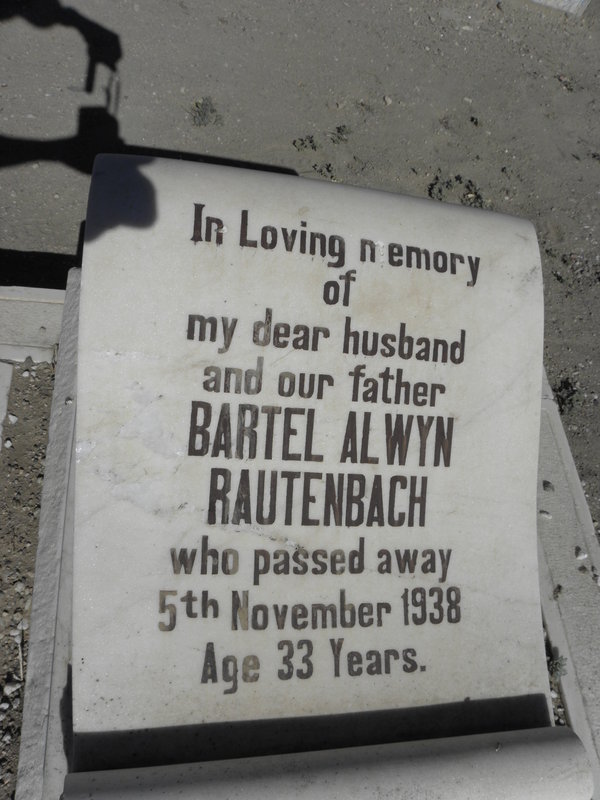 In Loving memory
of
my dear husband
and our father
BARTEL ALWYN
RAUTENBACH
who passed away
5th November 1938
Age 33 Years.